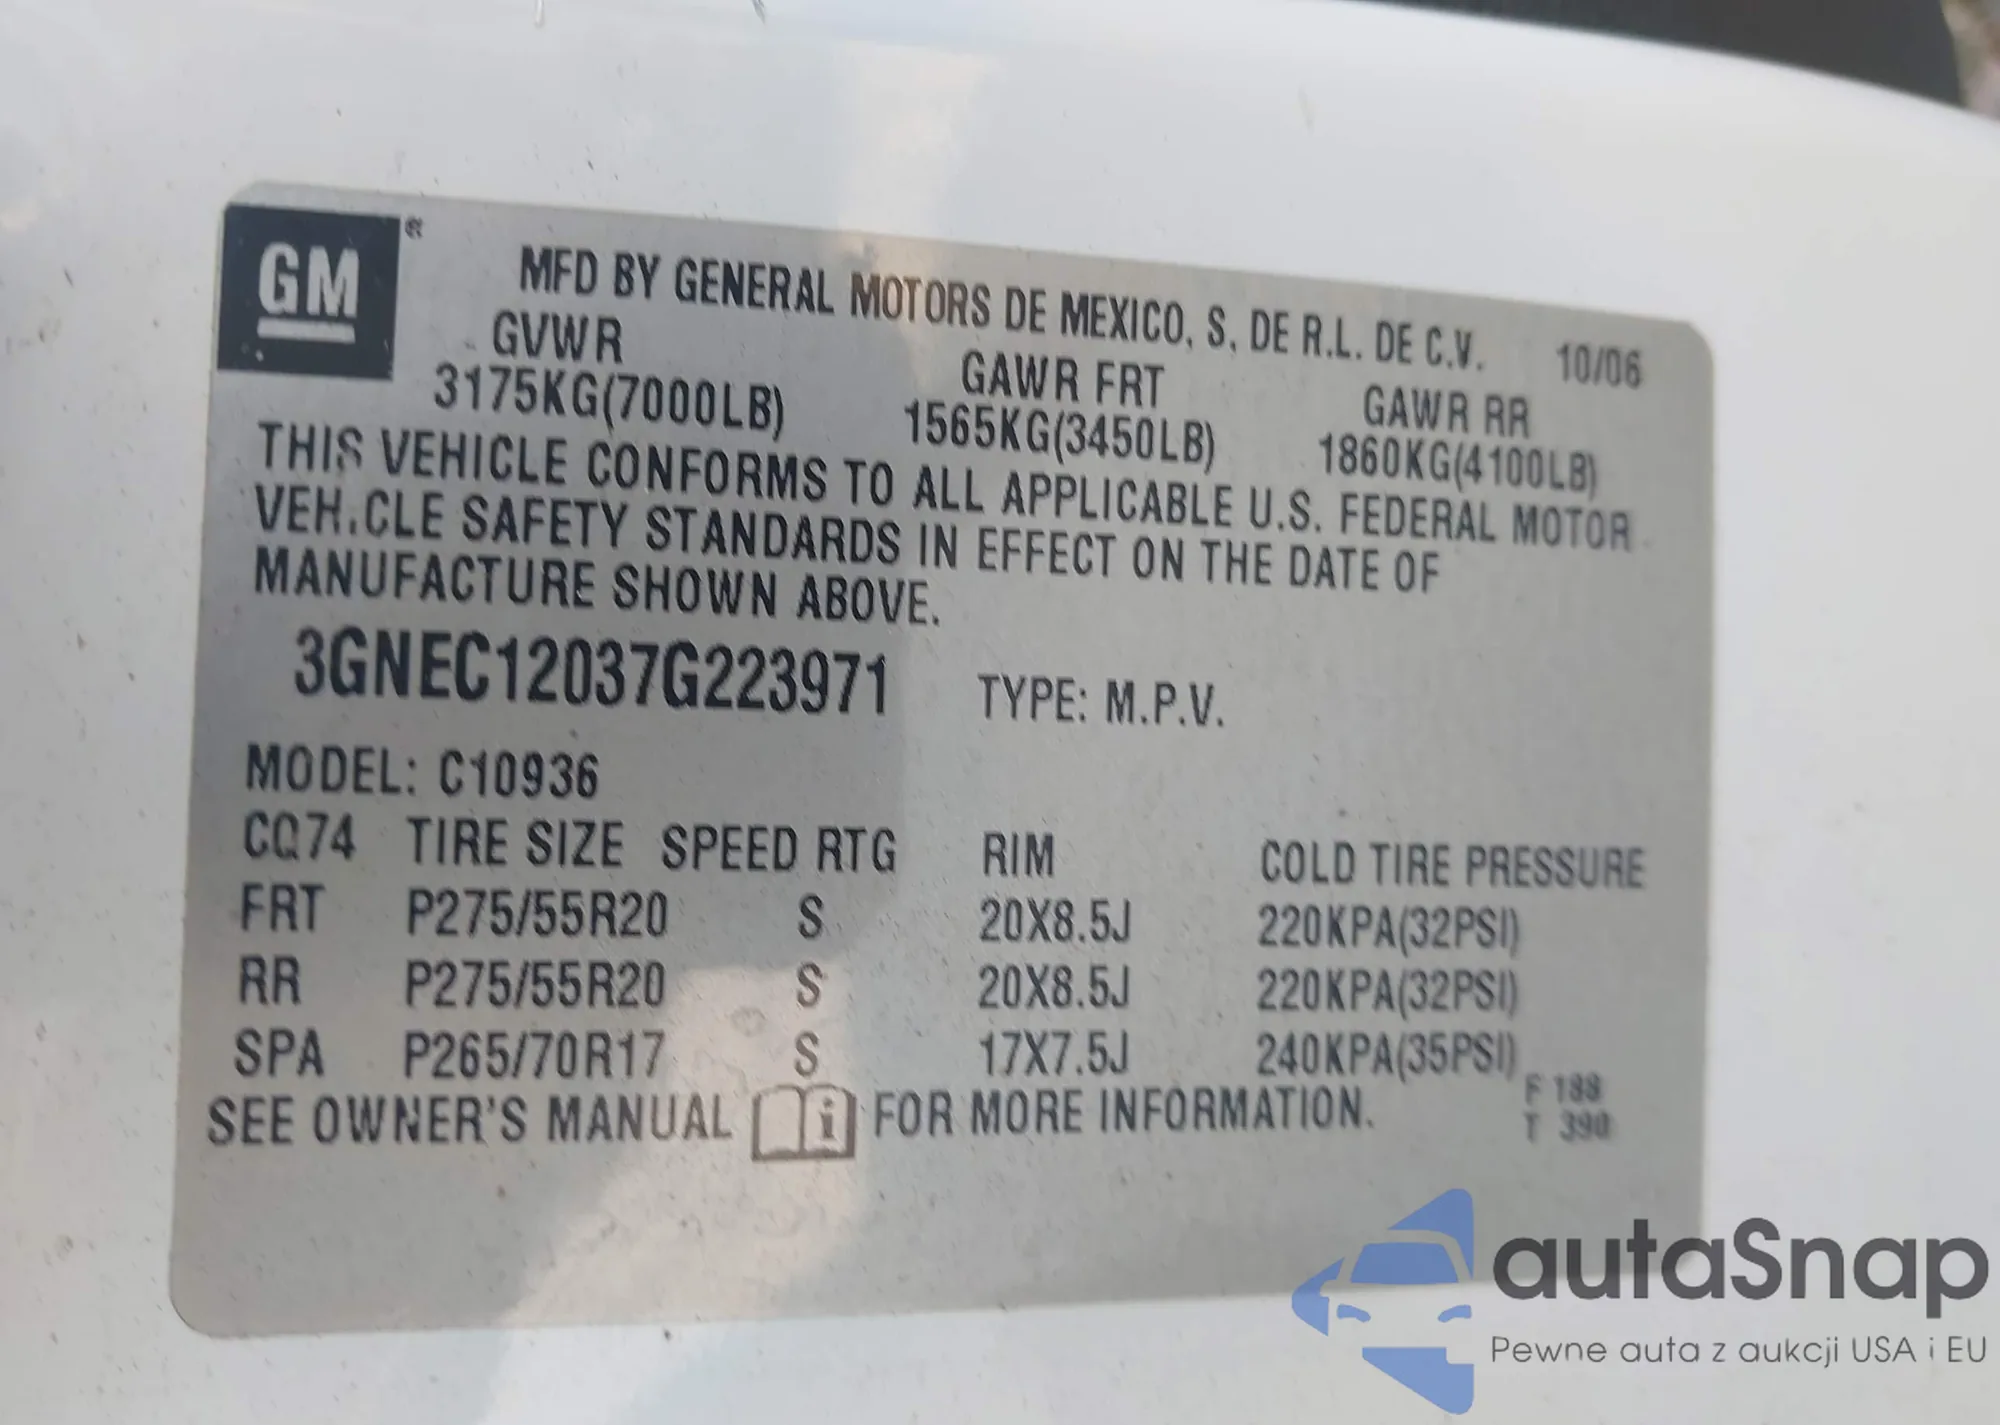 GM®
MFD BY GENERAL MOTORS DE MEXICO, S. DE R.L. DE C.V. 10/06
GVWR GAWR FRT GAWR RR
3175KG(7000LB) 1565KG(3450LB) 1860KG(4100LB)
THIS VEHICLE CONFORMS TO ALL APPLICABLE U.S. FEDERAL MOTOR
VEHICLE SAFETY STANDARDS IN EFFECT ON THE DATE OF
MANUFACTURE SHOWN ABOVE.
3GNEC12037G223971 TYPE: M.P.V.
MODEL: C10936
CQ74 TIRE SIZE SPEED RTG RIM COLD TIRE PRESSURE
FRT P275/55R20 S 20X8.5J 220KPA(32PSI)
RR P275/55R20 S 20X8.5J 220KPA(32PSI)
SPA P265/70R17 S 17X7.5J 240KPA(35PSI)
SEE OWNER'S MANUAL i FOR MORE INFORMATION.
F 188
T 390
autaSnap
Pewne auta z aukcji USA i EU